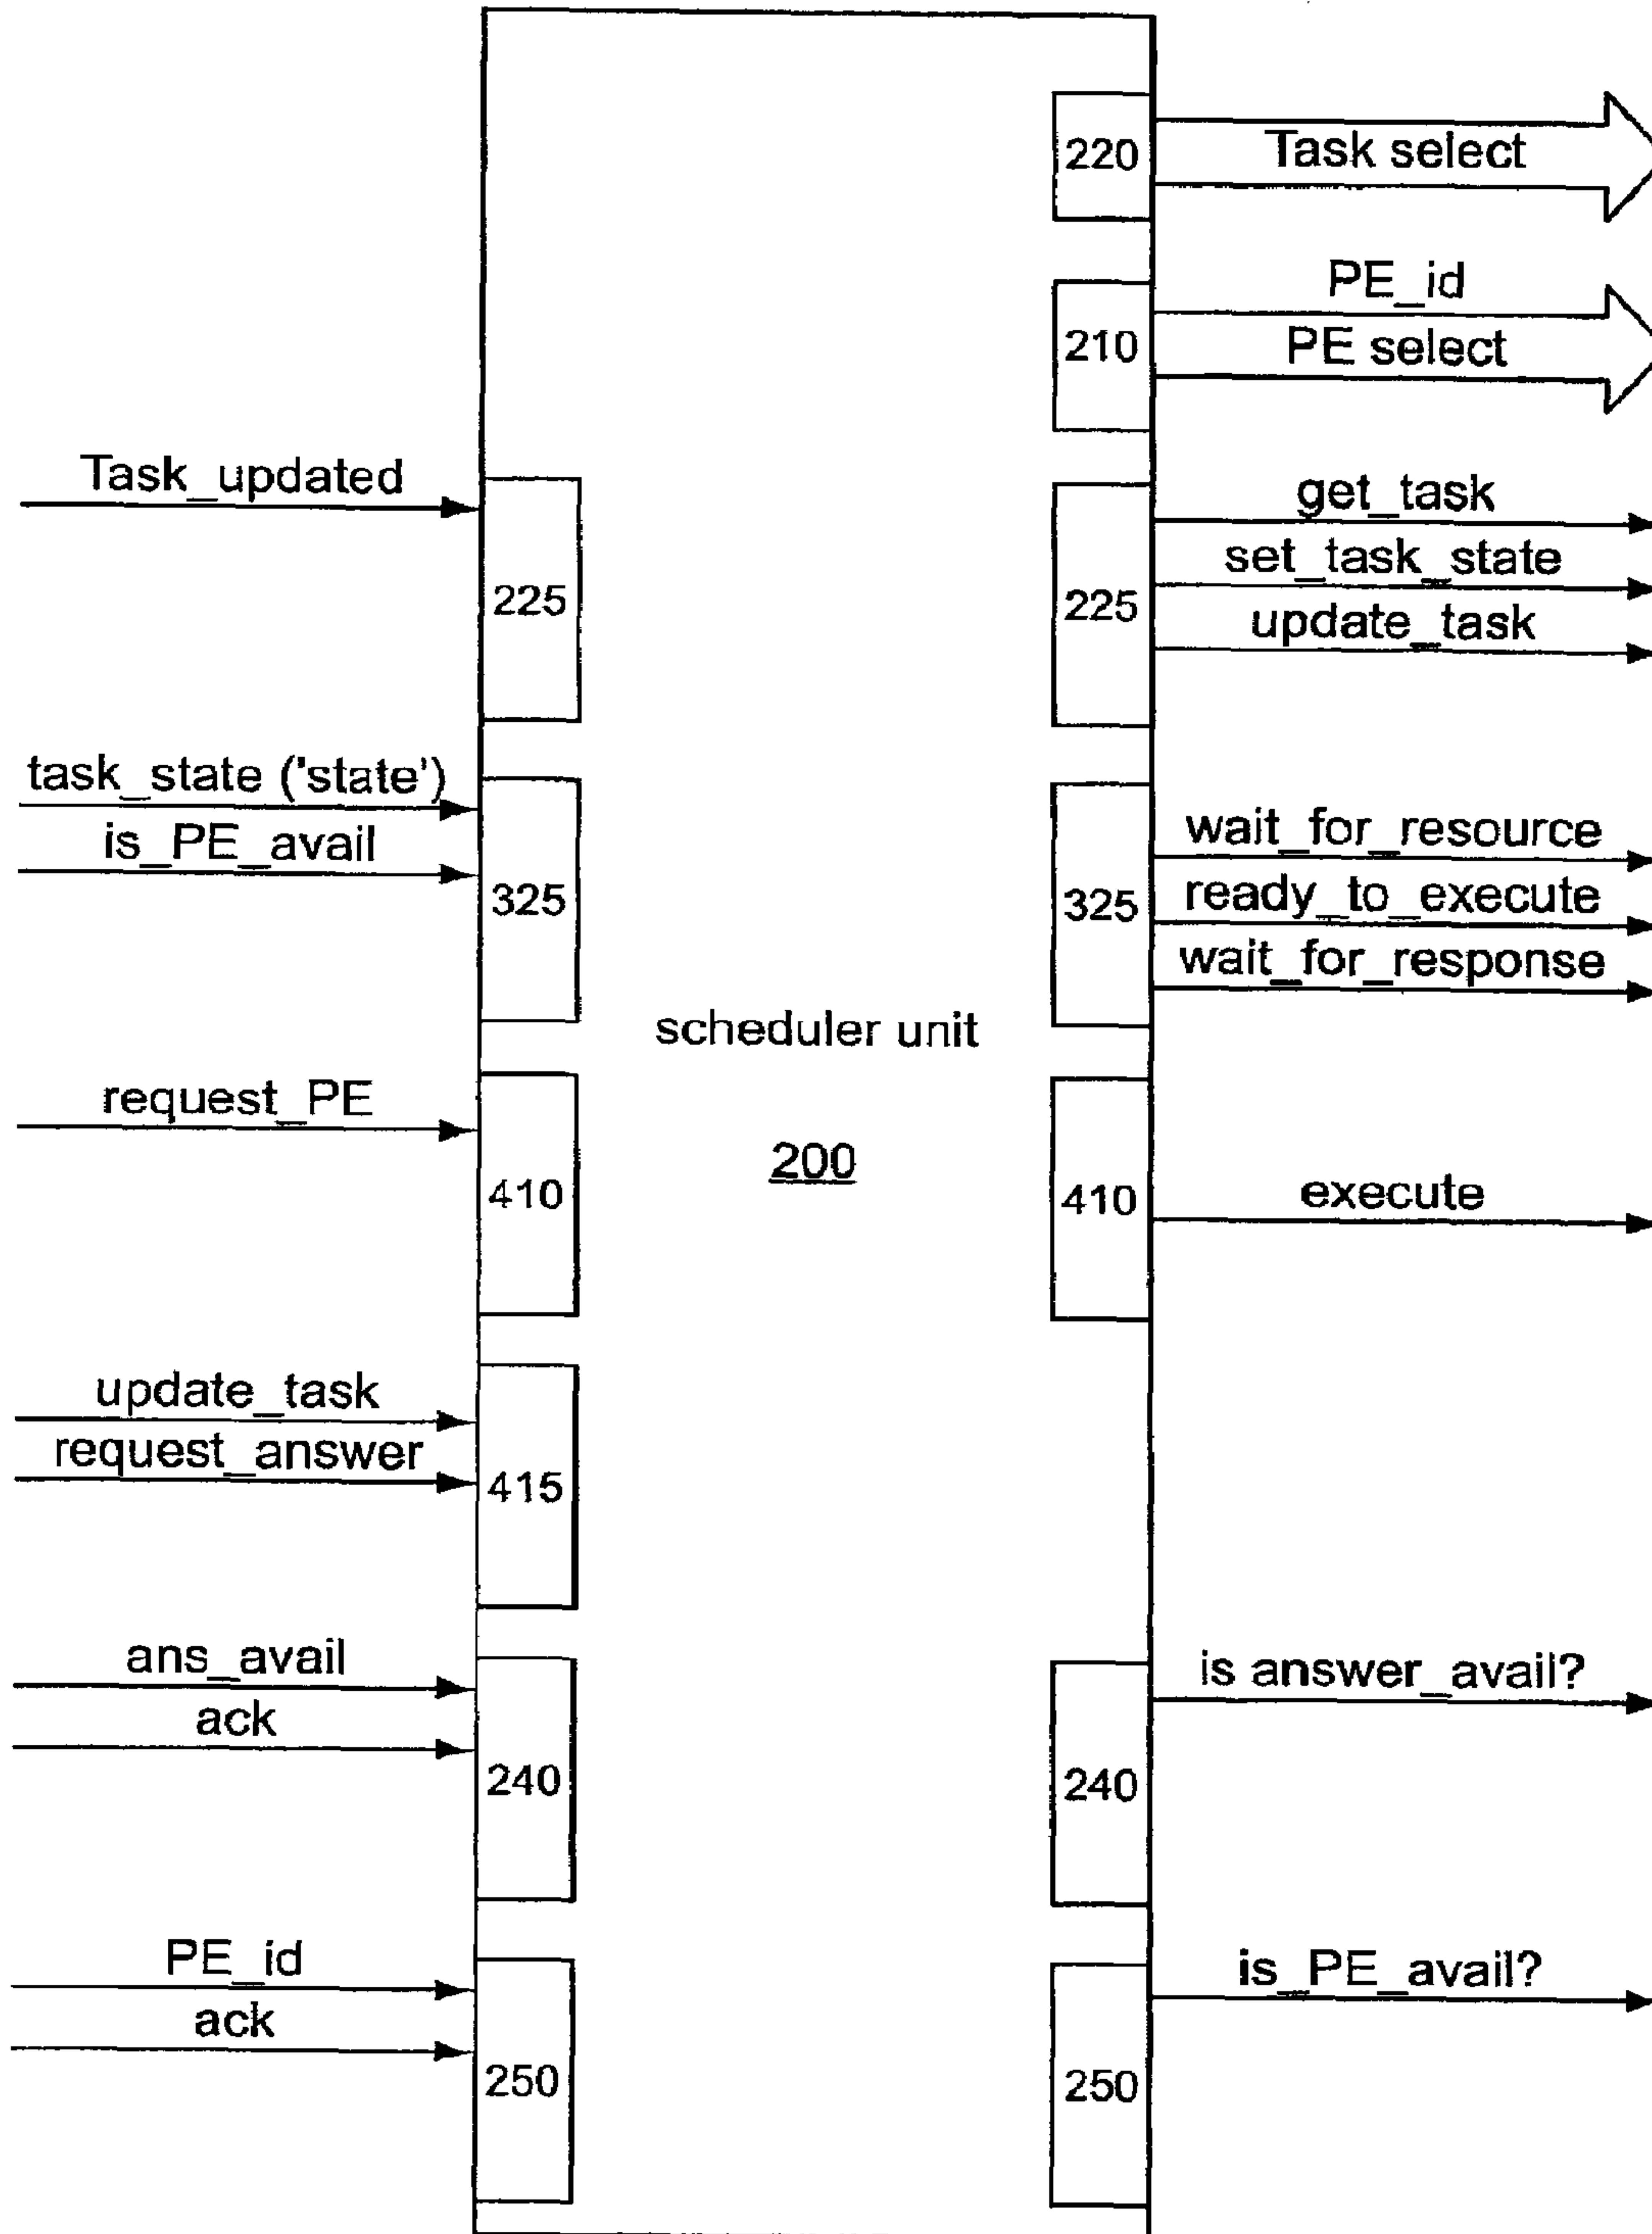 220
Task select
PE_id
210
PE select
Task_updated
get_task
set_task_state
225
225
update_task
task_state ('state')
is_PE_avail
wait_for_resource
325
325
ready_to_execute
wait_for_response
scheduler unit
request_PE
200
410
410
execute
update_task
request_answer
415
ans_avail
is answer_avail?
ack
240
240
PE_id
is_PE_avail?
ack
250
250